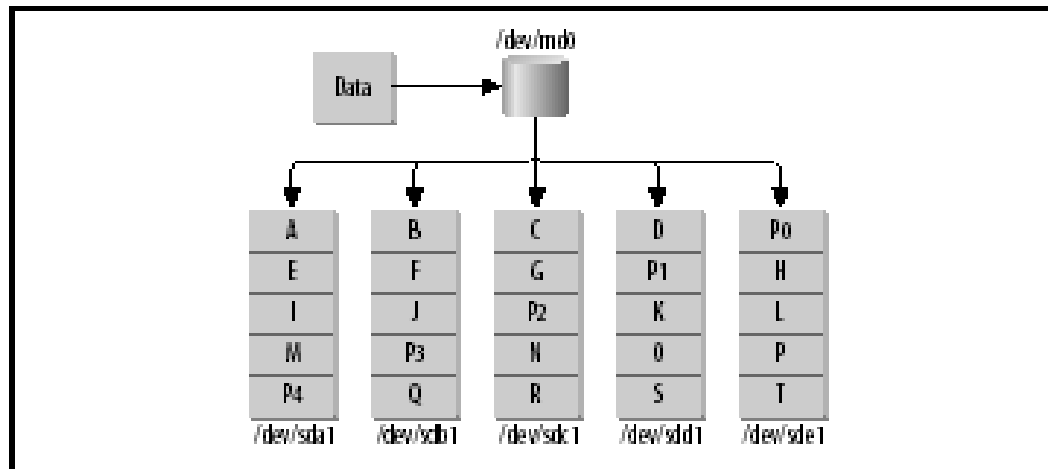 /dev/md0
Data
A B C D P0
E F G P1 H
I J P2 K L
M P3 N O P
P4 Q R S T
/dev/sda1 /dev/sdb1 /dev/sdc1 /dev/sdd1 /dev/sde1